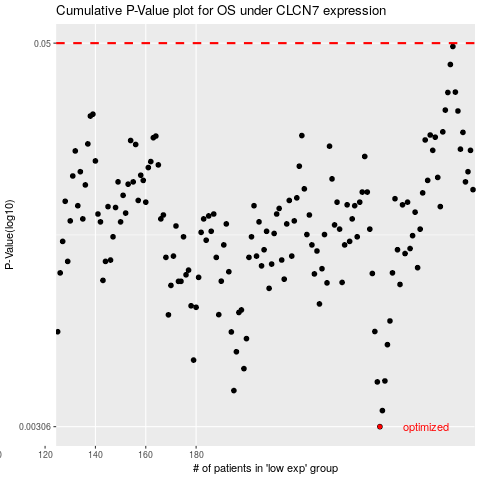 Cumulative P-Value plot for OS under CLCN7 expression
0.05
P-Value(log10)
0.00306
optimized
0 120 140 160 180
# of patients in 'low exp' group